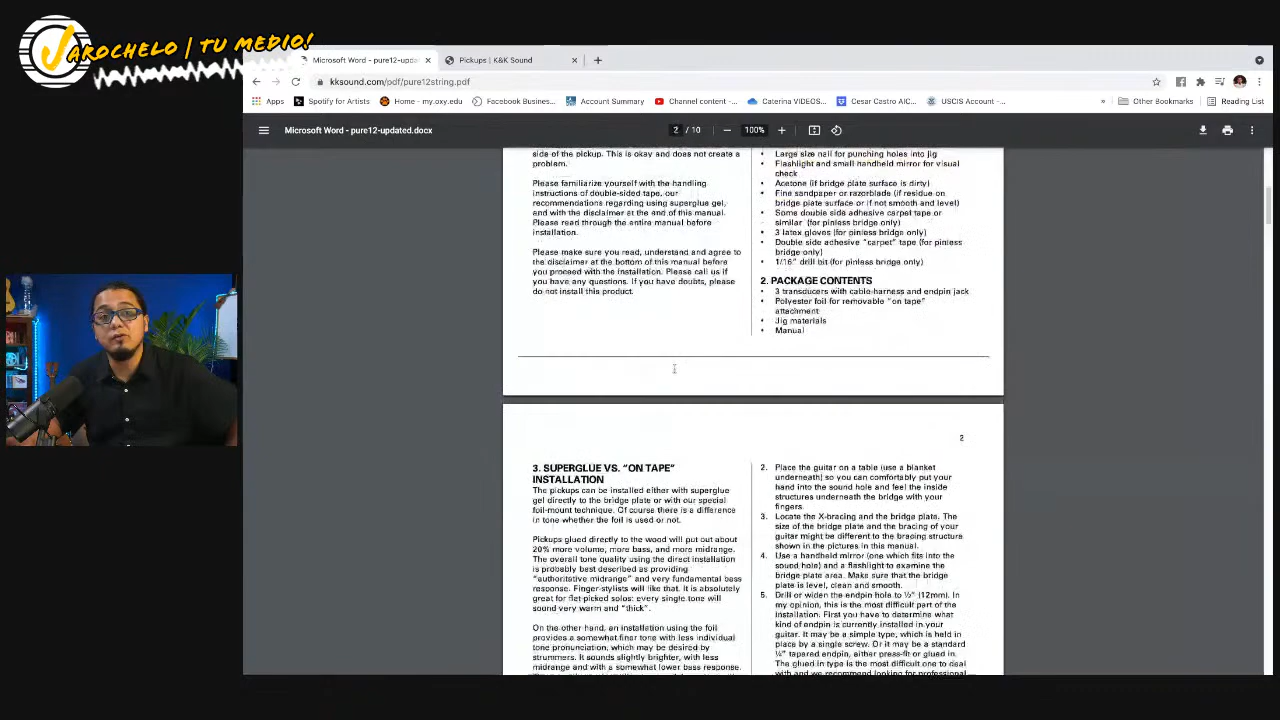 JAROCHELO | TU MEDIO!
Microsoft Word - pure12-upda
Pickups | K&K Sound
kksound.com/pdf/pure12string.pdf
Apps
Spotify for Artists
Home - my.oxy.edu
Facebook Busines...
Account Summary
Channel content -...
Caterina VIDEOS...
Cesar Castro AIC...
USCIS Account -...
»
Other Bookmarks
Reading List
Microsoft Word - pure12-updated.docx
2 / 10
100%
side of the pickup. This is okay and does not create a
problem.
Please familiarize yourself with the handling
instructions of double-sided tape, our
recommendations regarding using superglue gel,
and with the disclaimer at the end of this manual.
Please read through the entire manual before
installation.
Please make sure you read, understand and agree to
the disclaimer at the bottom of this manual before
you proceed with the installation. Please call us if
you have any questions. If you have doubts, please
do not install this product.
• Large size nail for punching holes into jig
• Flashlight and small handheld mirror for visual
check
• Acetone (if bridge plate surface is dirty)
• Fine sandpaper or razorblade (if residue on
bridge plate surface or if not smooth and level)
• Some double side adhesive carpet tape or
similar (for pinless bridge only)
• 3 latex gloves (for pinless bridge only)
• Double side adhesive "carpet" tape (for pinless
bridge only)
• 1/16" drill bit (for pinless bridge only)
2. PACKAGE CONTENTS
• 3 transducers with cable-harness and endpin jack
• Polyester foil for removable "on tape"
attachment
• Jig materials
• Manual
2
3. SUPERGLUE VS. "ON TAPE"
INSTALLATION
The pickups can be installed either with superglue
gel directly to the bridge plate or with our special
foil-mount technique. Of course there is a difference
in tone whether the foil is used or not.
Pickups glued directly to the wood will put out about
20% more volume, more bass, and more midrange.
The overall tone quality using the direct installation
is probably best described as providing
"authoritative midrange" and very fundamental bass
response. Finger-stylists will like that. It is absolutely
great for flet-picked solos: every single tone will
sound very warm and "thick".
On the other hand, an installation using the foil
provides a somewhat finer tone with less individual
tone pronunciation, which may be desired by
strummers. It sounds slightly brighter, with less
midrange and with a somewhat lower bass response.
2. Place the guitar on a table (use a blanket
underneath) so you can comfortably put your
hand into the sound hole and feel the inside
structures underneath the bridge with your
fingers.
3. Locate the X-bracing and the bridge plate. The
size of the bridge plate and the bracing of your
guitar might be different to the bracing structure
shown in the pictures in this manual.
4. Use a handheld mirror (one which fits into the
sound hole) and a flashlight to examine the
bridge plate area. Make sure that the bridge
plate is level, clean and smooth.
5. Drill or widen the endpin hole to ½" (12mm). In
my opinion, this is the most difficult part of the
installation. First you have to determine what
kind of endpin is currently installed in your
guitar. It may be a simple type, which is held in
place by a single screw. Or it may be a standard
¼" tapered endpin, either press-fit or glued in.
The glued in type is the most difficult one to deal
with and we recommend looking for professional